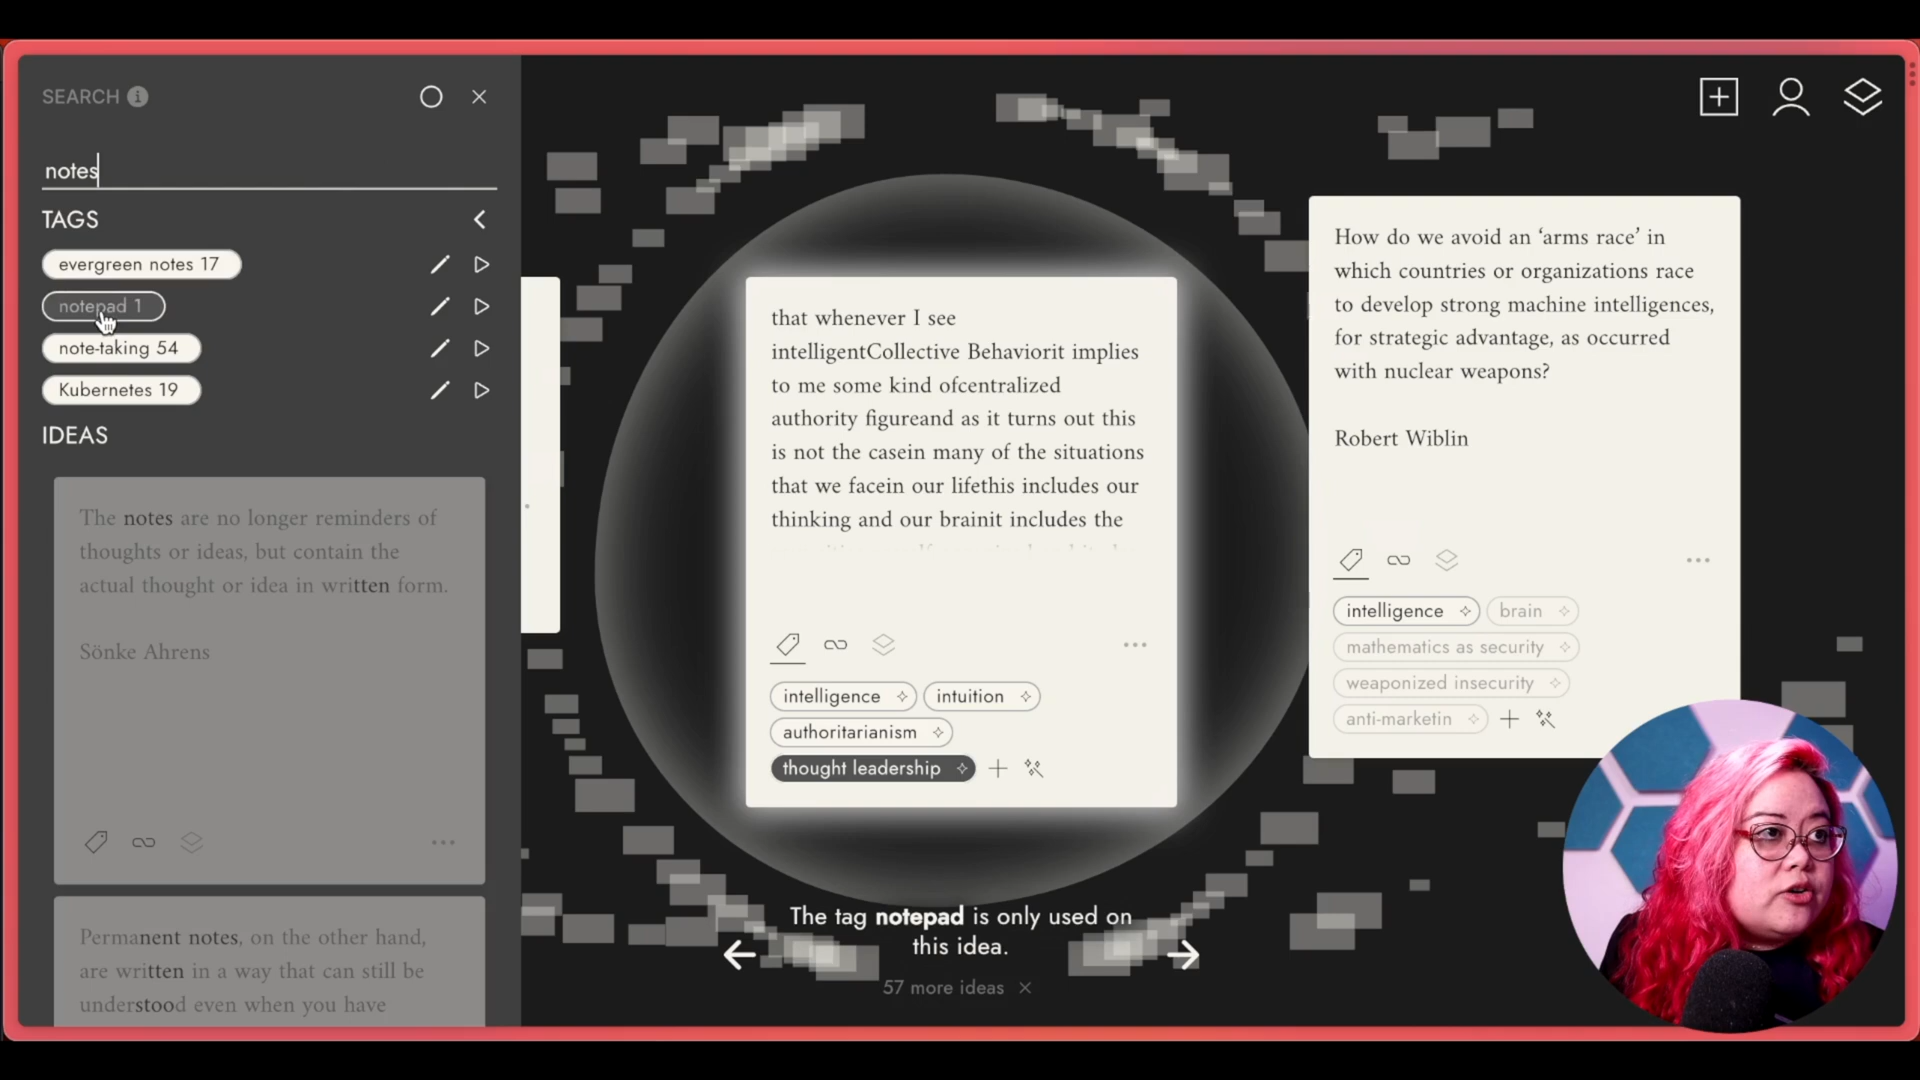 SEARCH
notes
TAGS
evergreen notes 17
notepad 1
note-taking 54
Kubernetes 19
IDEAS
The notes are no longer reminders of
thoughts or ideas, but contain the
actual thought or idea in written form.
Sönke Ahrens
Permanent notes, on the other hand,
are written in a way that can still be
understood even when you have
that whenever I see
intelligentCollective Behaviorit implies
to me some kind ofcentralized
authority figureand as it turns out this
is not the casein many of the situations
that we facein our lifethis includes our
thinking and our brainit includes the
intelligence
intuition
authoritarianism
thought leadership
The tag notepad is only used on
this idea.
57 more ideas
How do we avoid an ‘arms race’ in
which countries or organizations race
to develop strong machine intelligences,
for strategic advantage, as occurred
with nuclear weapons?
Robert Wiblin
intelligence
brain
mathematics as security
weaponized insecurity
anti-marketin